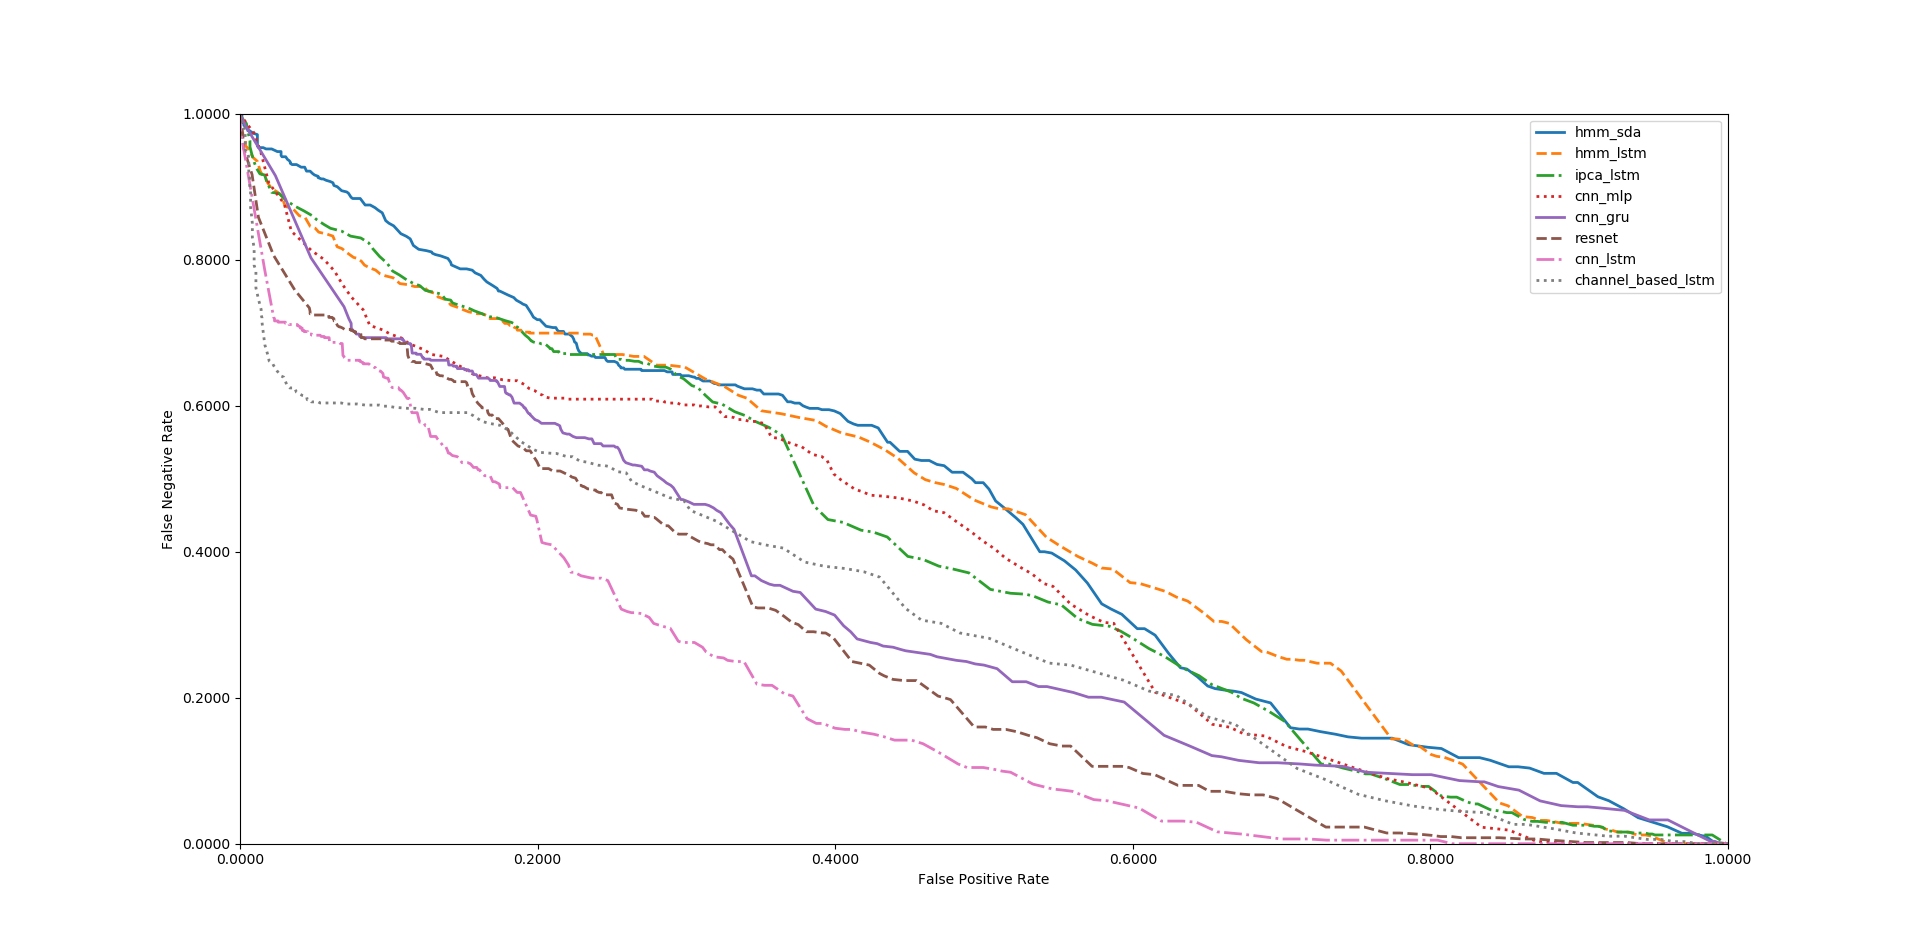 1.0000
0.8000
0.6000
0.4000
0.2000
0.0000
False Negative Rate
hmm_sda
hmm_lstm
ipca_lstm
cnn_mlp
cnn_gru
resnet
cnn_lstm
channel_based_lstm
0.0000 0.2000 0.4000 0.6000 0.8000 1.0000
False Positive Rate